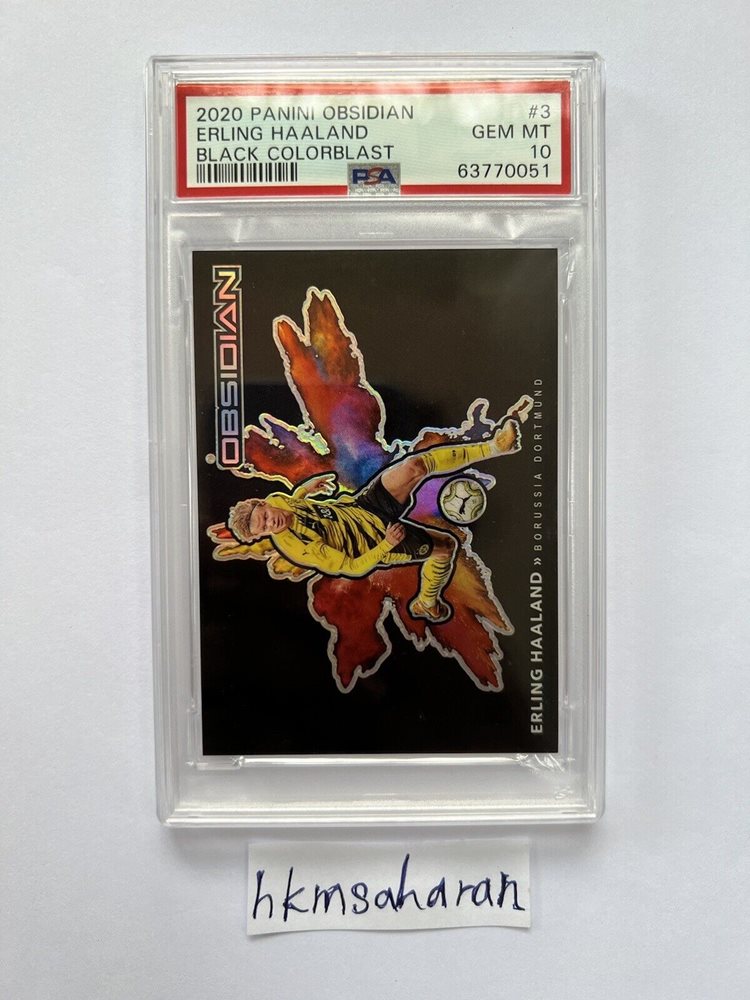 2020 PANINI OBSIDIAN #3
ERLING HAALAND GEM MT
BLACK COLORBLAST 10
PSA 63770051
OBSIDIAN
ERLING HAALAND » BORUSSIA DORTMUND
hkmsaharan